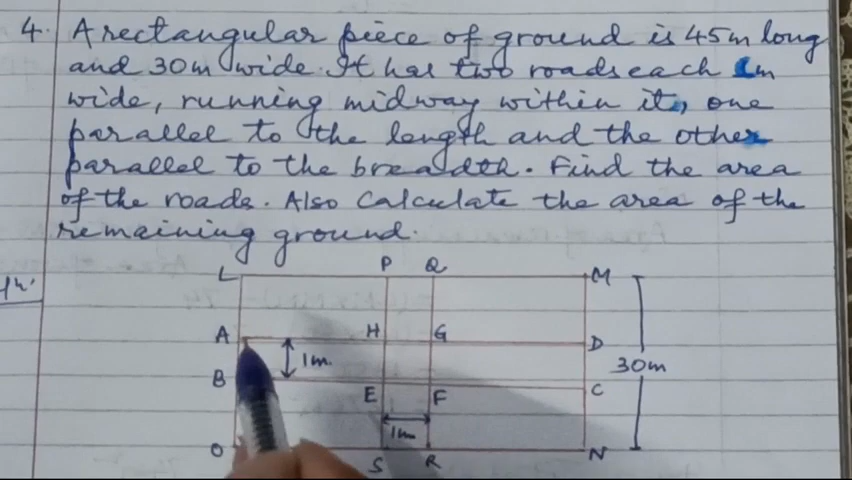 4. A rectangular piece of ground is 45m long
and 30m wide. It has two roads each 1m
wide, running midway within it, one
parallel to the length and the other
parallel to the breadth. Find the area
of the roads. Also Calculate the area of the
remaining ground.
L P Q M
A H G D
1m
30m
B E F C
1m
O S R N